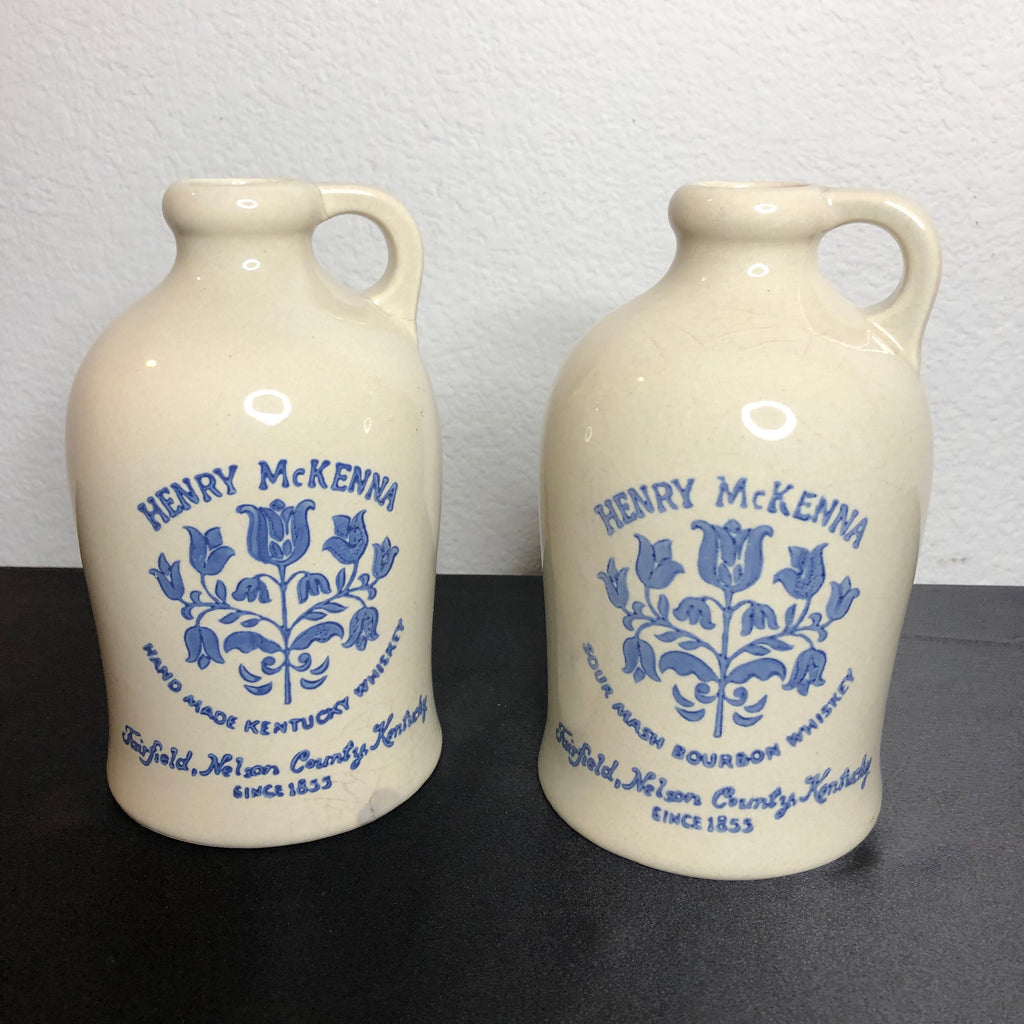 HENRY McKENNA
HAND MADE KENTUCKY WHISKEY
Fairfield, Nelson County, Kentucky
SINCE 1855
HENRY McKENNA
SOUR MASH BOURBON WHISKEY
Fairfield, Nelson County, Kentucky
SINCE 1855